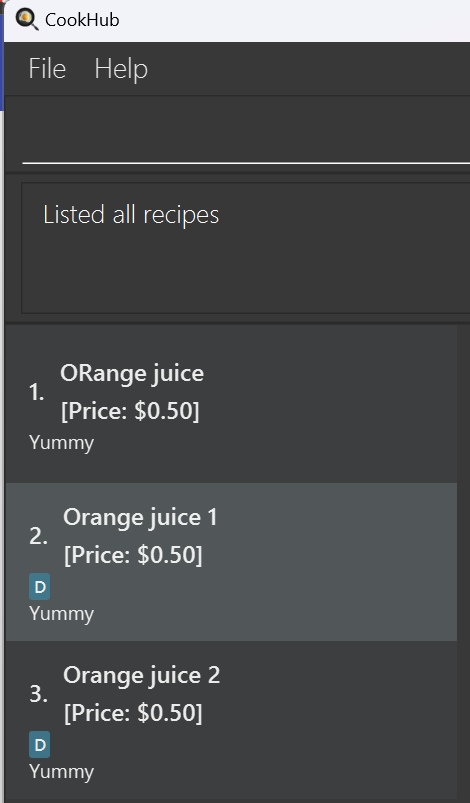 CookHub
File Help
Listed all recipes
1. ORange juice
[Price: $0.50]
Yummy
2. Orange juice 1
[Price: $0.50]
D
Yummy
3. Orange juice 2
[Price: $0.50]
D
Yummy